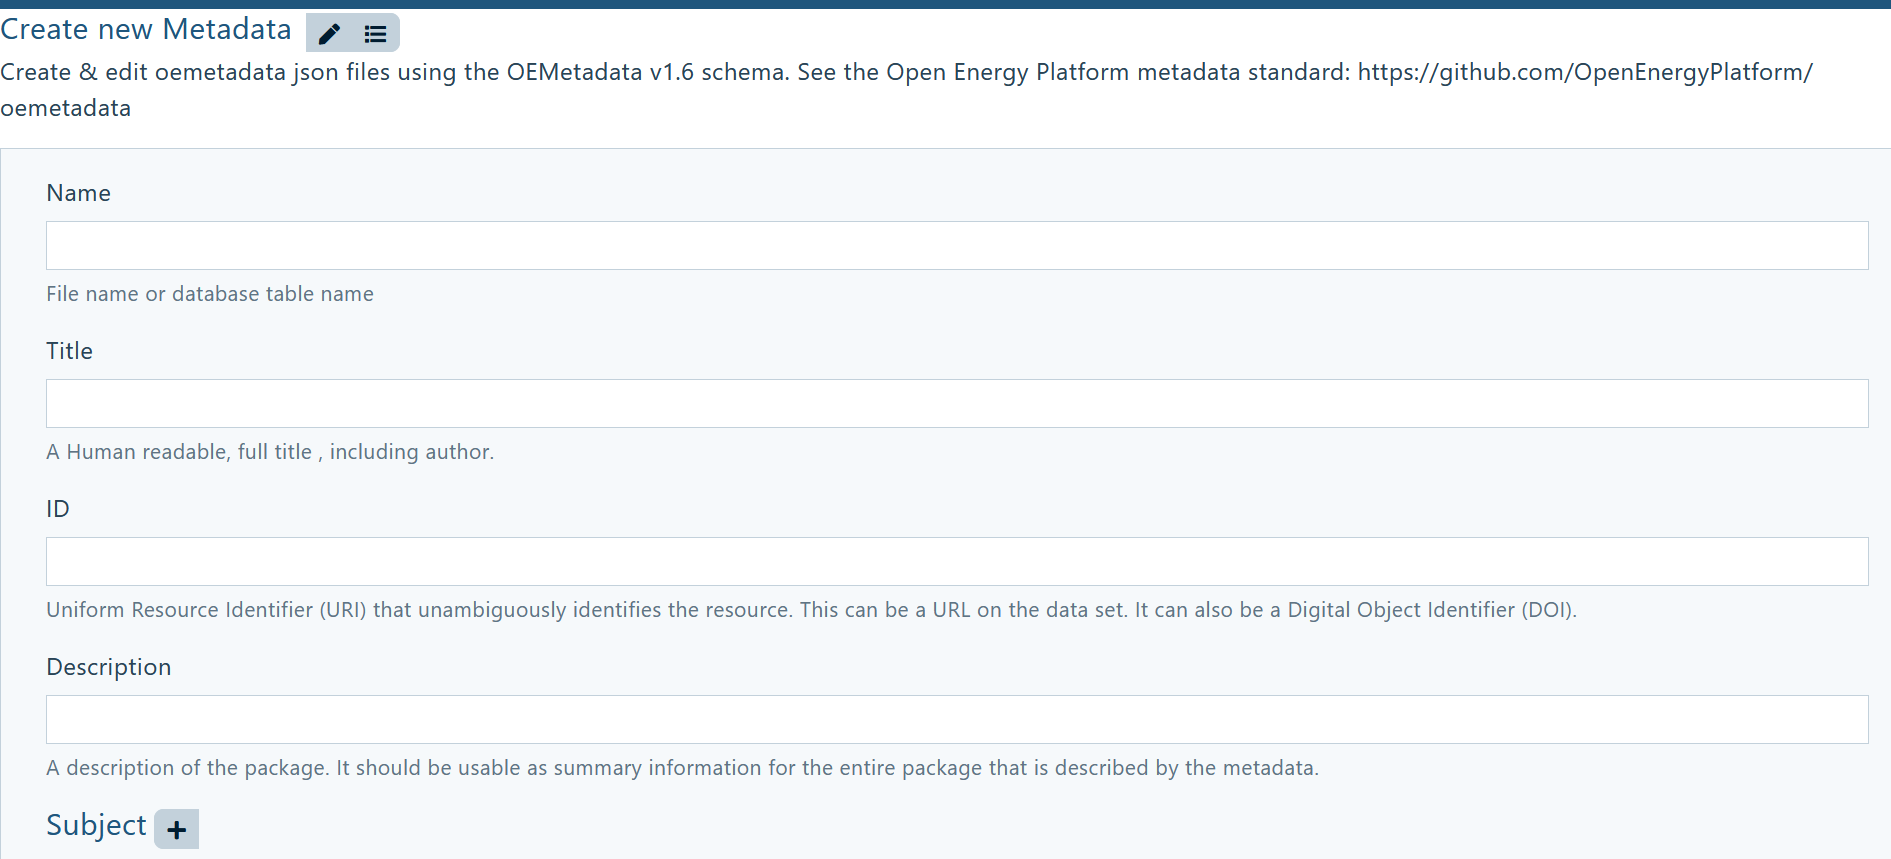 Create new Metadata
Create & edit oemetadata json files using the OEMetadata v1.6 schema. See the Open Energy Platform metadata standard: https://github.com/OpenEnergyPlatform/
oemetadata
Name
File name or database table name
Title
A Human readable, full title , including author.
ID
Uniform Resource Identifier (URI) that unambiguously identifies the resource. This can be a URL on the data set. It can also be a Digital Object Identifier (DOI).
Description
A description of the package. It should be usable as summary information for the entire package that is described by the metadata.
Subject